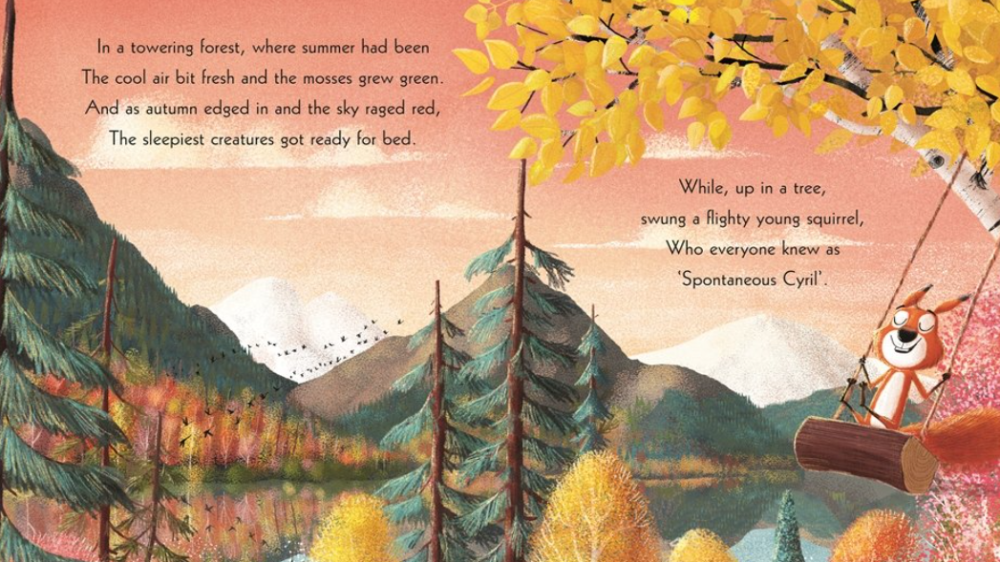 In a towering forest, where summer had been
The cool air bit fresh and the mosses grew green.
And as autumn edged in and the sky raged red,
The sleepiest creatures got ready for bed.
While, up in a tree,
swung a flighty young squirrel,
Who everyone knew as
‘Spontaneous Cyril’.